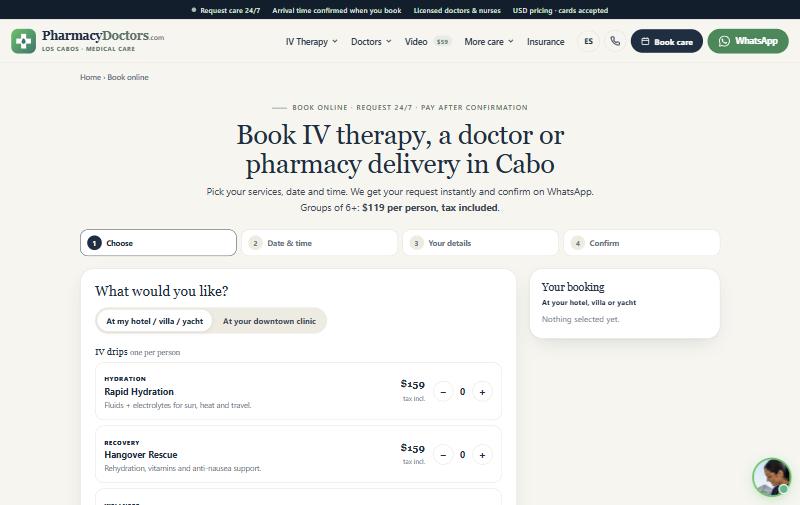 Request care 24/7 Arrival time confirmed when you book Licensed doctors & nurses USD pricing · cards accepted
PharmacyDoctors.com
LOS CABOS · MEDICAL CARE
IV Therapy Doctors Video $59 More care Insurance ES Book care WhatsApp
Home › Book online
BOOK ONLINE · REQUEST 24/7 · PAY AFTER CONFIRMATION
Book IV therapy, a doctor or
pharmacy delivery in Cabo
Pick your services, date and time. We get your request instantly and confirm on WhatsApp.
Groups of 6+: $119 per person, tax included.
1 Choose 2 Date & time 3 Your details 4 Confirm
What would you like?
At my hotel / villa / yacht At your downtown clinic
IV drips one per person
HYDRATION
Rapid Hydration
Fluids + electrolytes for sun, heat and travel.
$159
tax incl.
− 0 +
RECOVERY
Hangover Rescue
Rehydration, vitamins and anti-nausea support.
$159
tax incl.
− 0 +
Your booking
At your hotel, villa or yacht
Nothing selected yet.